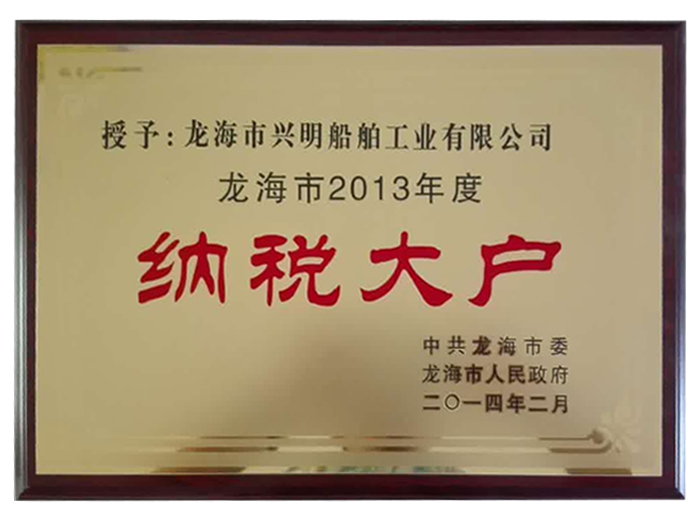 授予:龙海市兴明船舶工业有限公司
龙海市2013年度
纳税大户
中共龙海市委
龙海市人民政府
二〇一四年二月